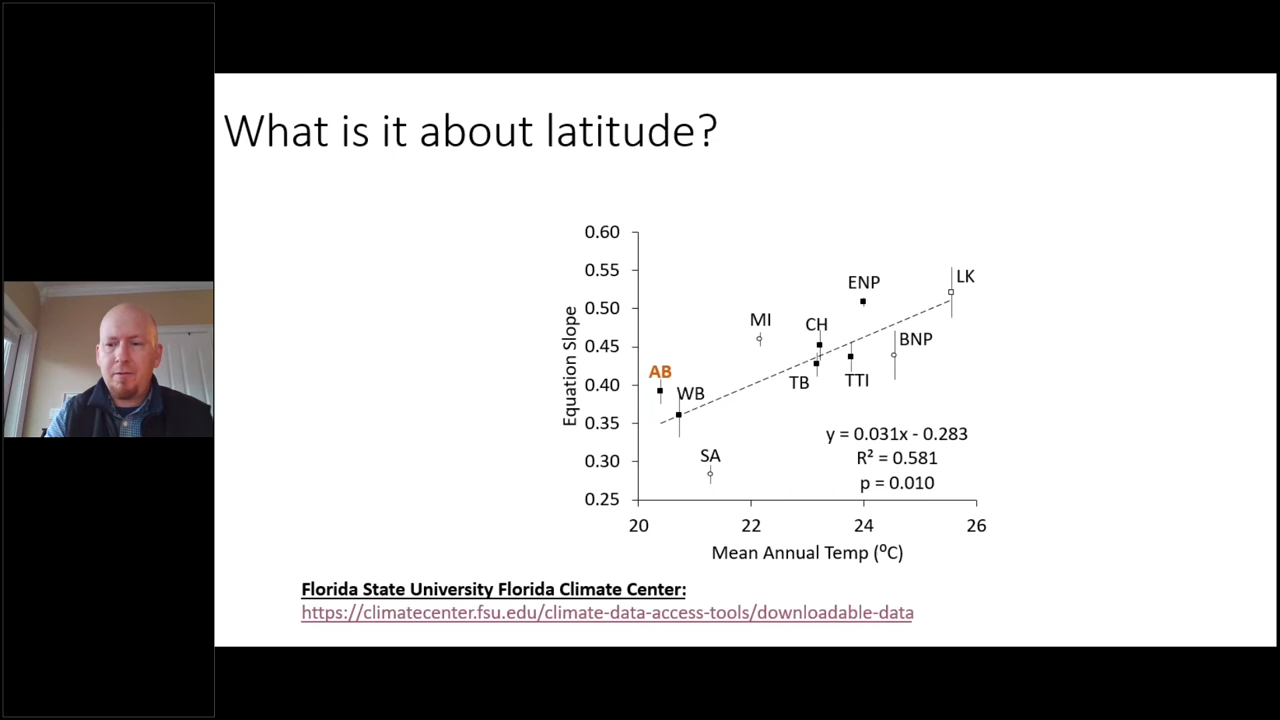 What is it about latitude?
0.60
0.55
0.50
0.45
0.40
0.35
0.30
0.25
Equation Slope
LK
ENP
MI
CH
BNP
AB
TB
TTI
WB
SA
y = 0.031x - 0.283
R² = 0.581
p = 0.010
20 22 24 26
Mean Annual Temp (⁰C)
Florida State University Florida Climate Center:
https://climatecenter.fsu.edu/climate-data-access-tools/downloadable-data